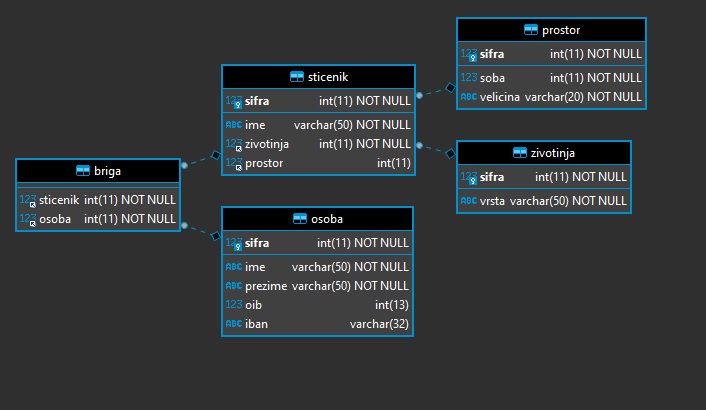 prostor
sifra int(11) NOT NULL
123 soba int(11) NOT NULL
ABC velicina varchar(20) NOT NULL
sticenik
123 sifra int(11) NOT NULL
ABC ime varchar(50) NOT NULL
123 zivotinja int(11) NOT NULL
123 prostor int(11)
zivotinja
123 sifra int(11) NOT NULL
ABC vrsta varchar(50) NOT NULL
briga
123 sticenik int(11) NOT NULL
123 osoba int(11) NOT NULL
osoba
123 sifra int(11) NOT NULL
ABC ime varchar(50) NOT NULL
ABC prezime varchar(50) NOT NULL
123 oib int(13)
ABC iban varchar(32)